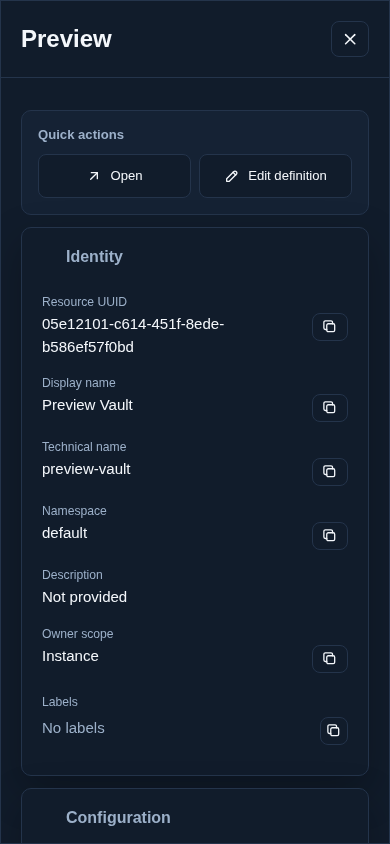 Preview
Quick actions
Open
Edit definition
Identity
Resource UUID
05e12101-c614-451f-8ede-
b586ef57f0bd
Display name
Preview Vault
Technical name
preview-vault
Namespace
default
Description
Not provided
Owner scope
Instance
Labels
No labels
Configuration